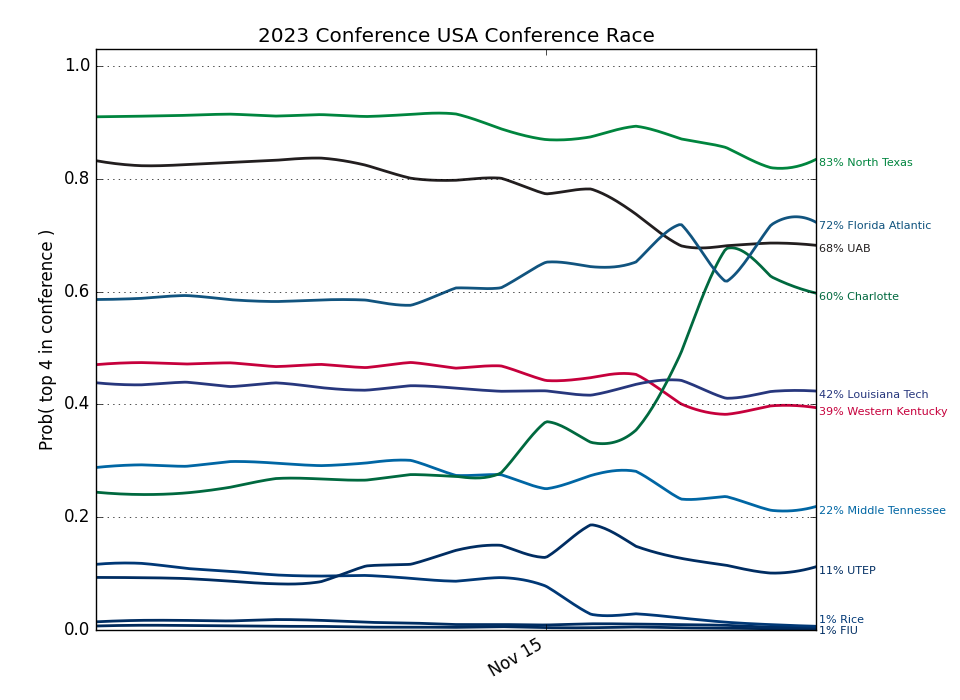 2023 Conference USA Conference Race
Prob( top 4 in conference )
1.0
0.8
0.6
0.4
0.2
0.0
Nov 15
83% North Texas
72% Florida Atlantic
68% UAB
60% Charlotte
42% Louisiana Tech
39% Western Kentucky
22% Middle Tennessee
11% UTEP
1% Rice
1% FIU